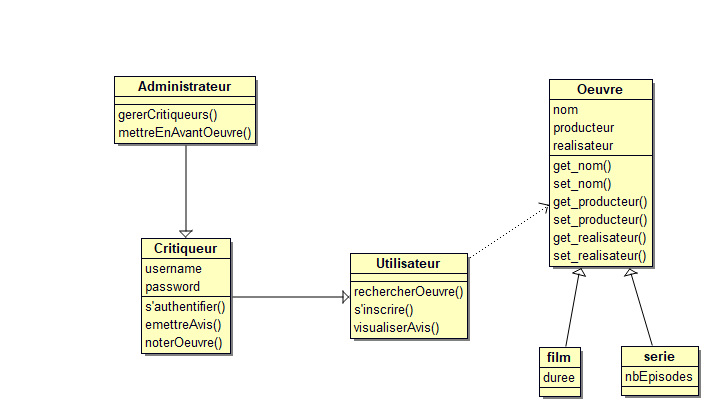 Administrateur
gererCritiqueurs()
mettreEnAvantOeuvre()
Oeuvre
nom
producteur
realisateur
get_nom()
set_nom()
get_producteur()
set_producteur()
get_realisateur()
set_realisateur()
Critiqueur
username
password
s'authentifier()
emettreAvis()
noterOeuvre()
Utilisateur
rechercherOeuvre()
s'inscrire()
visualiserAvis()
film
duree
serie
nbEpisodes